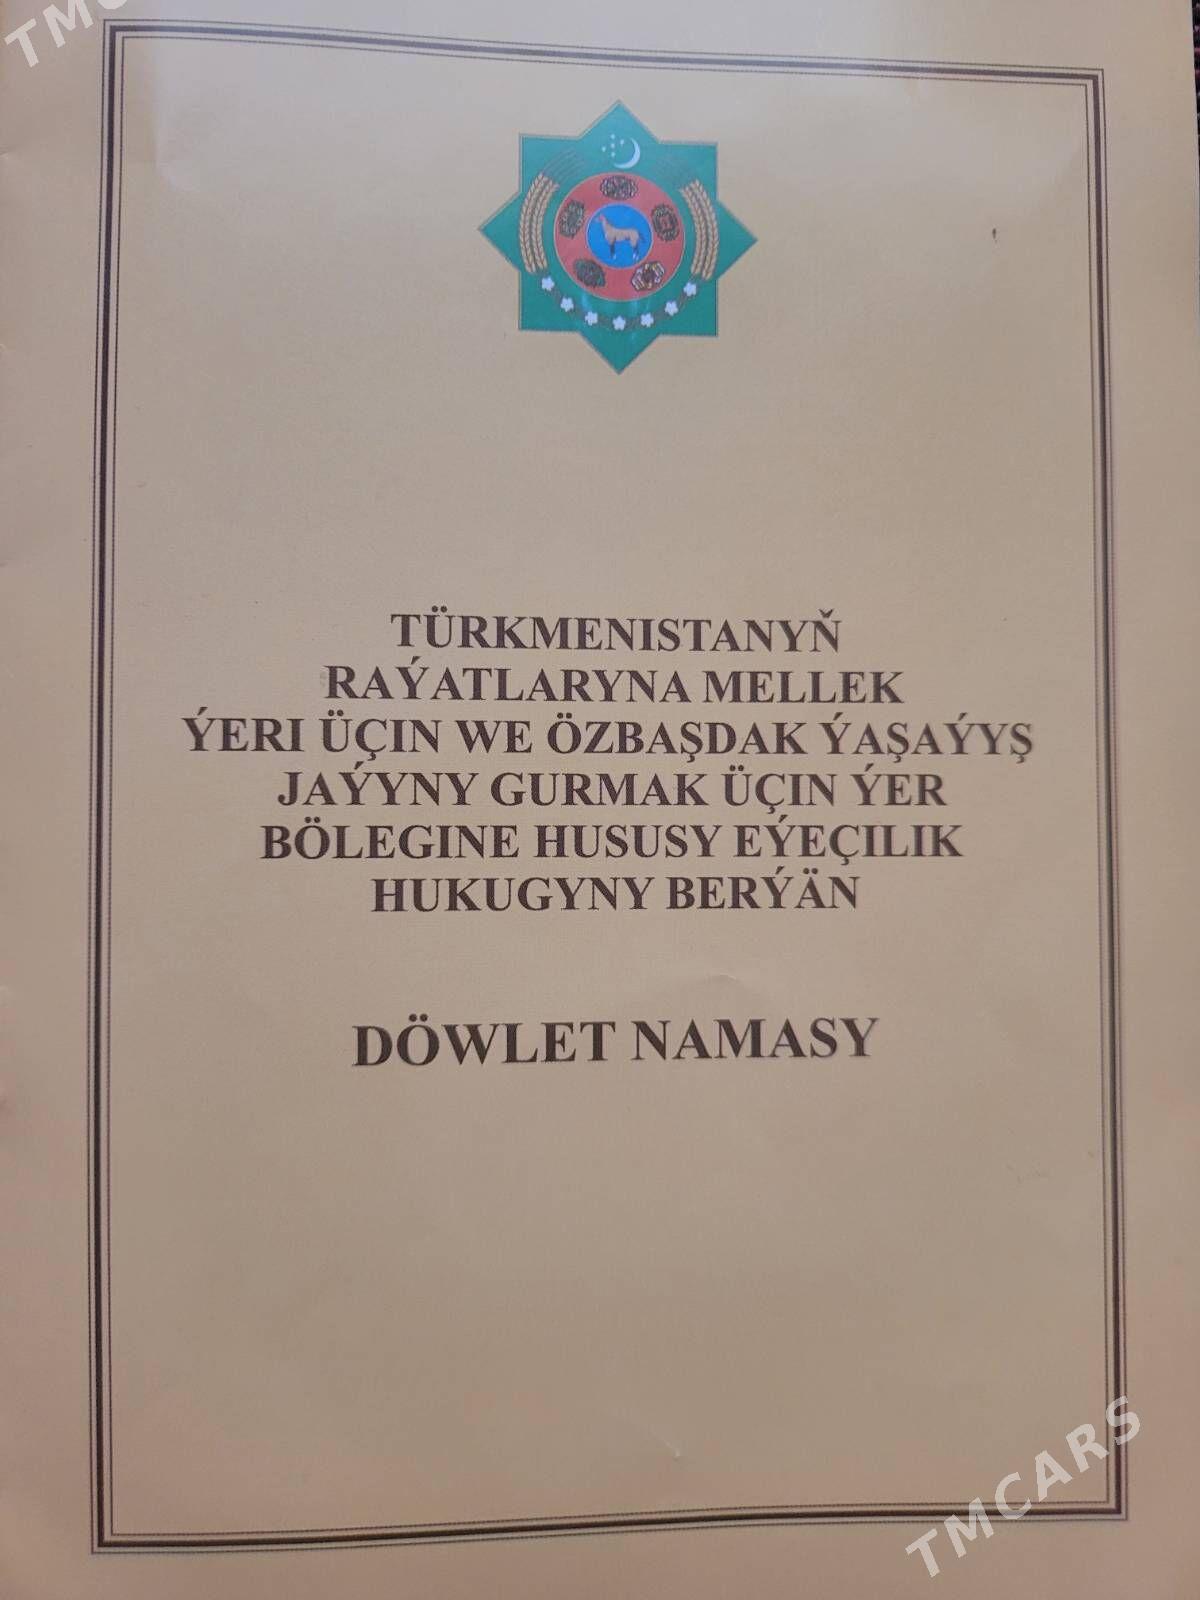 TMCARS
TÜRKMENISTANYŇ
RAÝATLARYNA MELLEK
ÝERI ÜÇIN WE ÖZBAŞDAK ÝAŞAÝYŞ
JAÝYNY GURMAK ÜÇIN ÝER
BÖLEGINE HUSUSY EÝEÇILIK
HUKUGYNY BERÝÄN
DÖWLET NAMASY